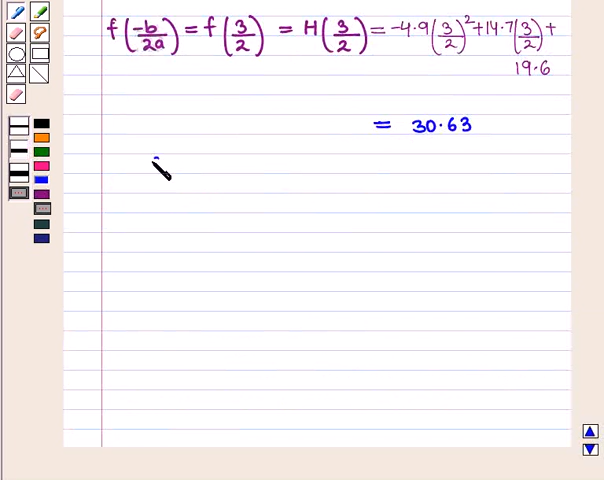 f(-b/2a) = f(3/2) = H(3/2) = -4·9(3/2)² + 14·7(3/2) +
19·6
= 30·63